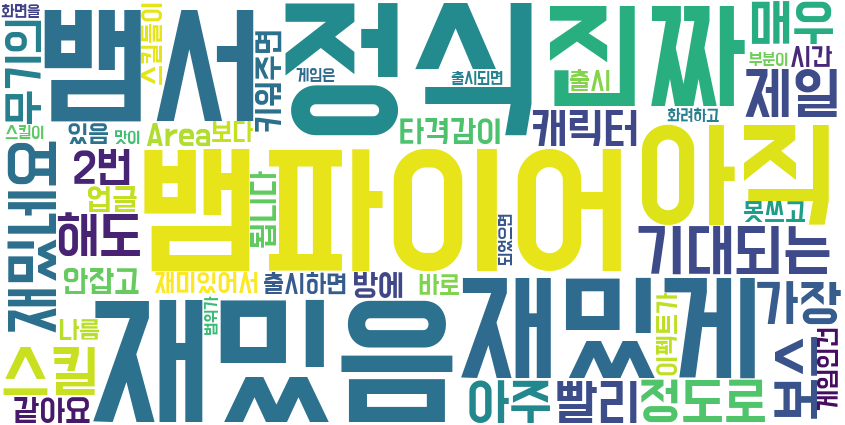 화면을
뱀서
정식
진짜
매우
부분이
시간
무기의
스킬들이
키워주면
게임은
출시되면
출시
제일
화려하고
스킬이
있음
맛이
Area
보다
타격감이
캐릭터
아직
재밌네요
2번
뱀파이어
업글
해도
됩니다
되었으면
못쓰고
기대되는
안잡고
재미있어서
출시하면
방에
바로
가장
범위가
재밌음
재밌게
이펙트가
나름
스킬
수
같아요
아주
빨리
정도로
게임인건